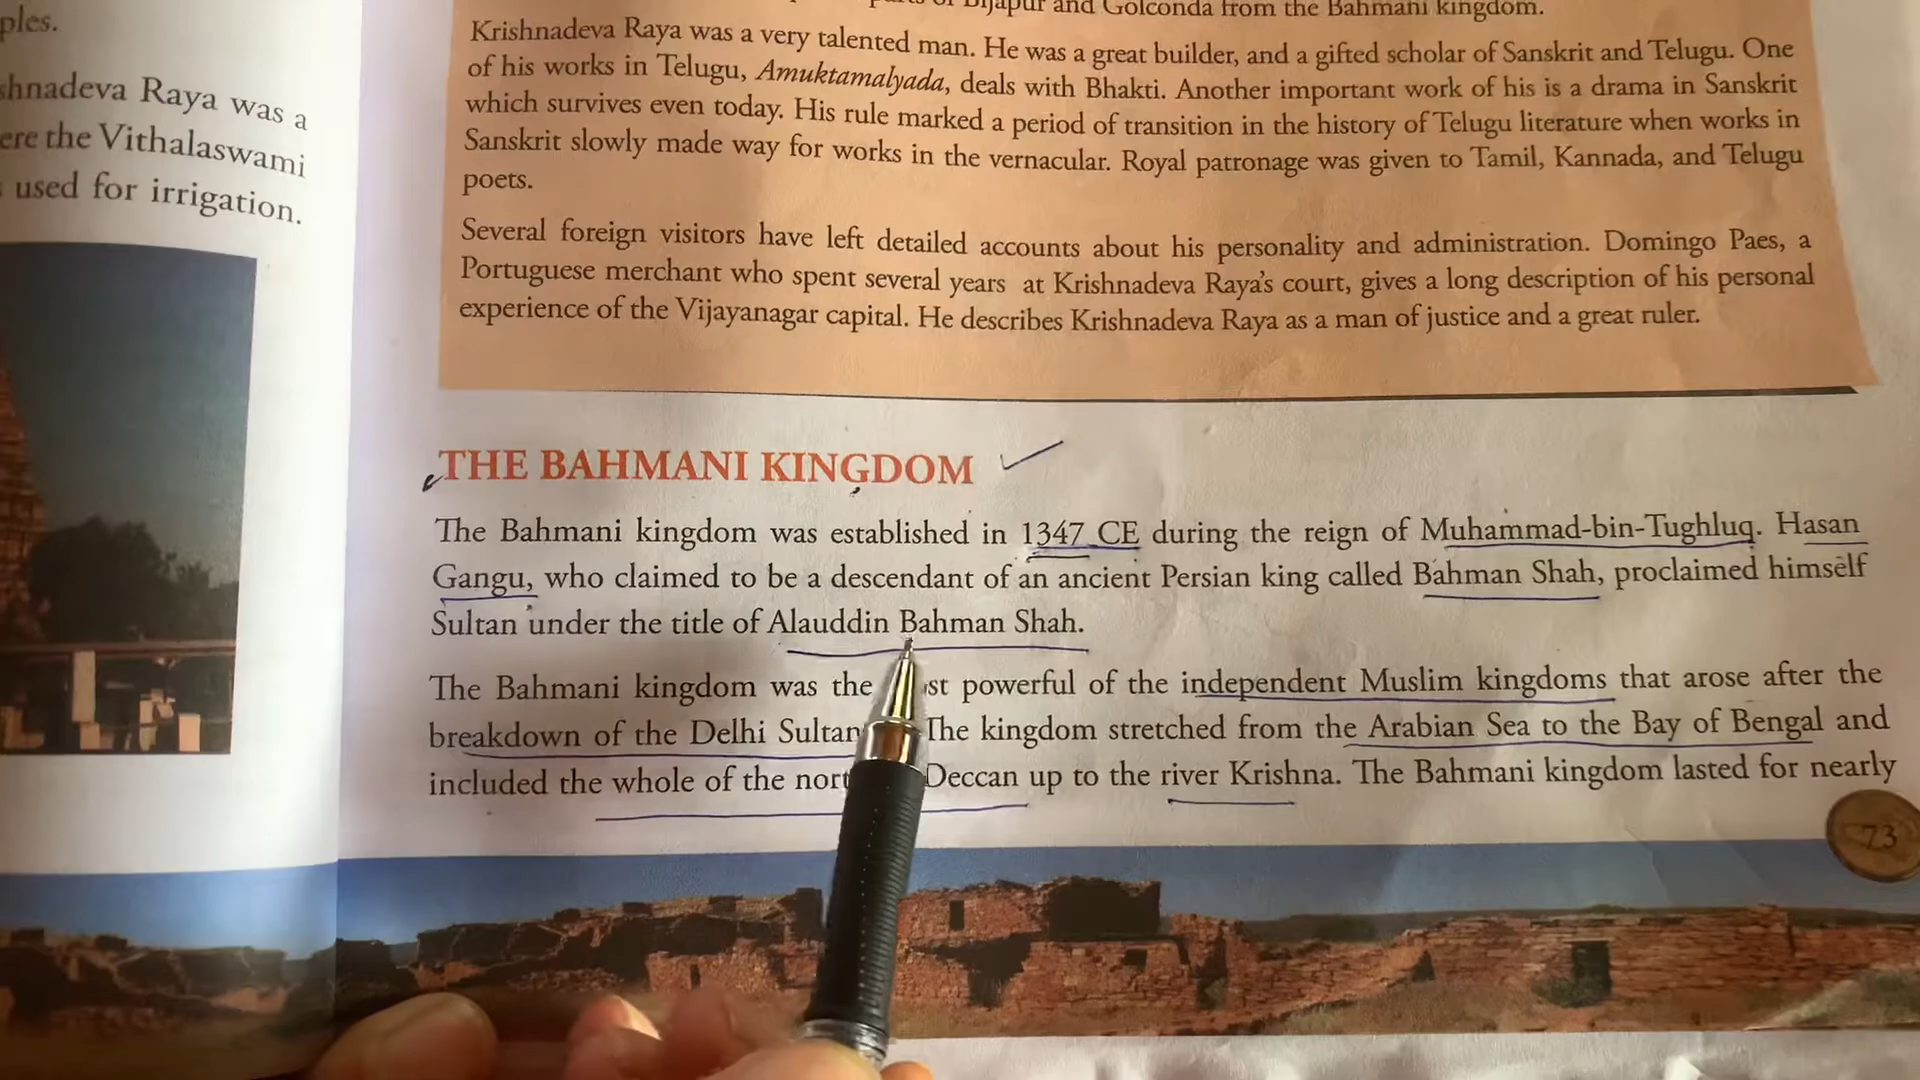 ples.
shnadeva Raya was a
ere the Vithalaswami
used for irrigation.
Bijapur and Golconda from the Bahmani kingdom.
Krishnadeva Raya was a very talented man. He was a great builder, and a gifted scholar of Sanskrit and Telugu. One
of his works in Telugu, Amuktamalyada, deals with Bhakti. Another important work of his is a drama in Sanskrit
which survives even today. His rule marked a period of transition in the history of Telugu literature when works in
Sanskrit slowly made way for works in the vernacular. Royal patronage was given to Tamil, Kannada, and Telugu
poets.
Several foreign visitors have left detailed accounts about his personality and administration. Domingo Paes, a
Portuguese merchant who spent several years at Krishnadeva Raya's court, gives a long description of his personal
experience of the Vijayanagar capital. He describes Krishnadeva Raya as a man of justice and a great ruler.
THE BAHMANI KINGDOM
The Bahmani kingdom was established in 1347 CE during the reign of Muhammad-bin-Tughluq. Hasan
Gangu, who claimed to be a descendant of an ancient Persian king called Bahman Shah, proclaimed himself
Sultan under the title of Alauddin Bahman Shah.
The Bahmani kingdom was the st powerful of the independent Muslim kingdoms that arose after the
breakdown of the Delhi Sultan The kingdom stretched from the Arabian Sea to the Bay of Bengal and
included the whole of the nort Deccan up to the river Krishna. The Bahmani kingdom lasted for nearly
73